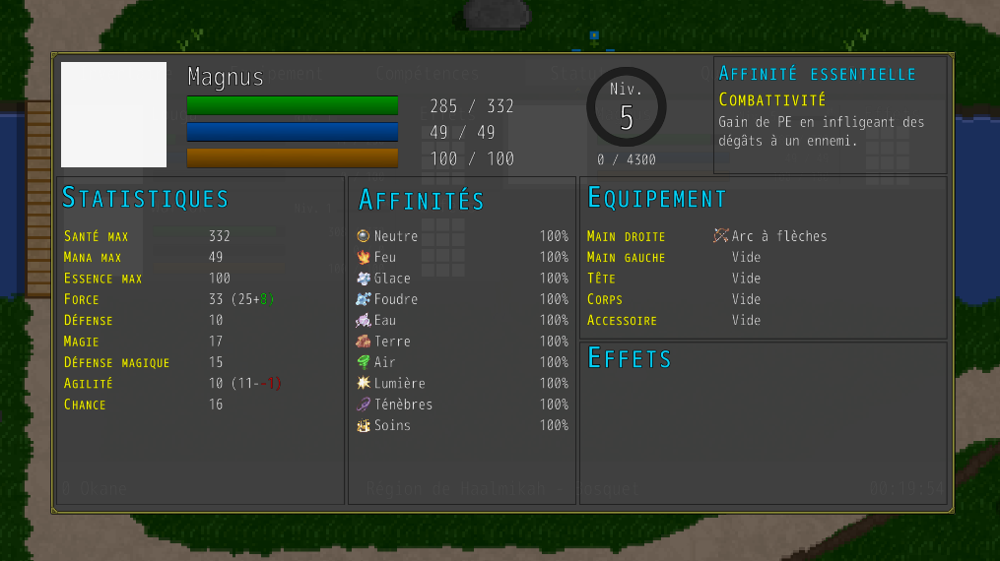 Magnus
285 / 332
49 / 49
100 / 100
Niv.
5
0 / 4300
Affinité essentielle
Combattivité
Gain de PE en infligeant des
dégâts à un ennemi.
Statistiques
Santé max 332
Mana max 49
Essence max 100
Force 33 (25+8)
Défense 10
Magie 17
Défense magique 15
Agilité 10 (11--1)
Chance 16
Affinités
Neutre 100%
Feu 100%
Glace 100%
Foudre 100%
Eau 100%
Terre 100%
Air 100%
Lumière 100%
Ténèbres 100%
Soins 100%
Equipement
Main droite Arc à flèches
Main gauche Vide
Tête Vide
Corps Vide
Accessoire Vide
Effets